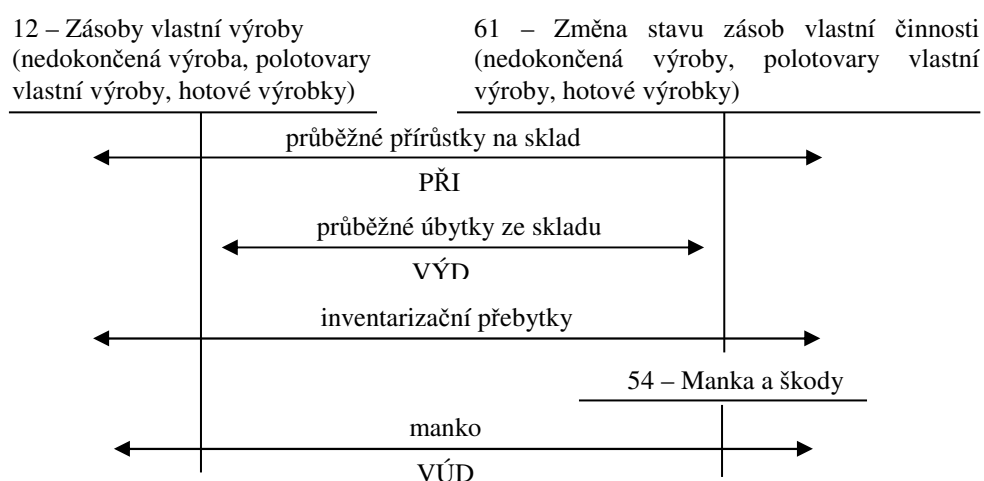 12 – Zásoby vlastní výroby
(nedokončená výroba, polotovary
vlastní výroby, hotové výrobky)
61 – Změna stavu zásob vlastní činnosti
(nedokončená výroby, polotovary vlastní
výroby, hotové výrobky)
průběžné přírůstky na sklad
PŘI
průběžné úbytky ze skladu
VÝD
inventarizační přebytky
54 – Manka a škody
manko
VÚD